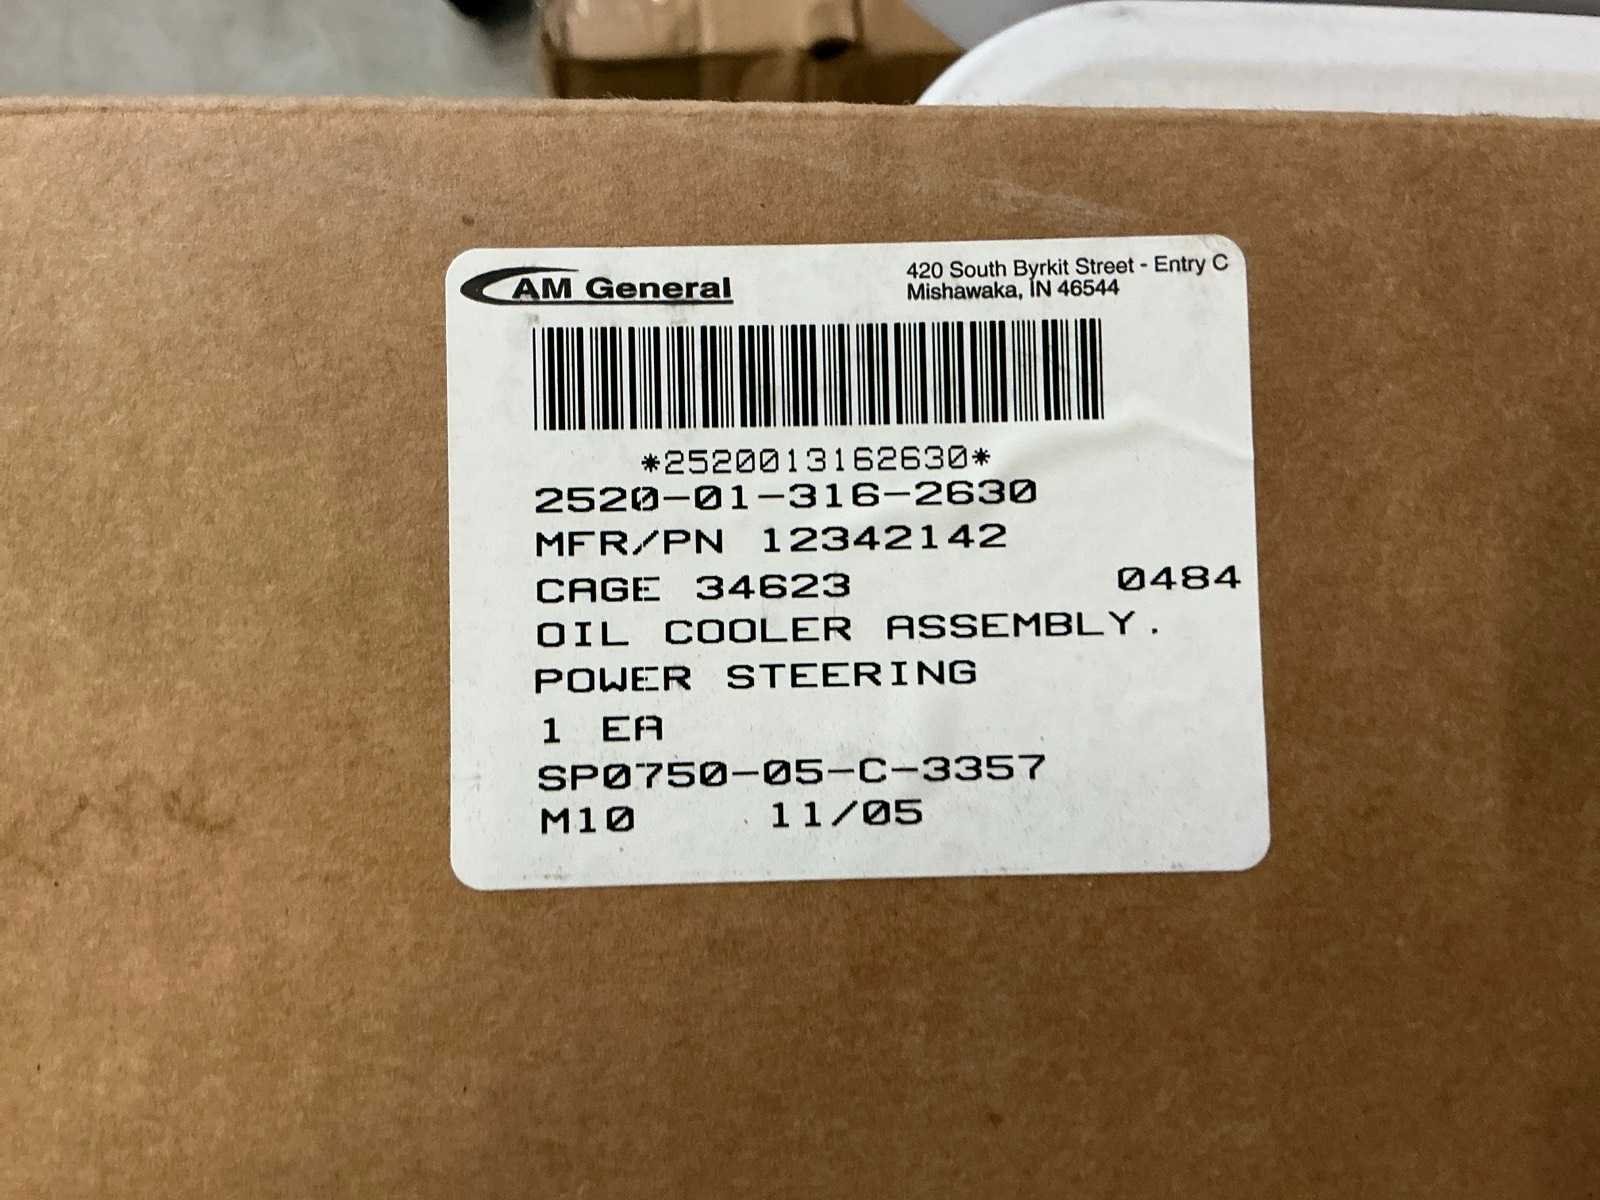 AM General
420 South Byrkit Street - Entry C
Mishawaka, IN 46544
*2520013162630*
2520-01-316-2630
MFR/PN 12342142
CAGE 34623 0484
OIL COOLER ASSEMBLY.
POWER STEERING
1 EA
SP0750-05-C-3357
M10 11/05